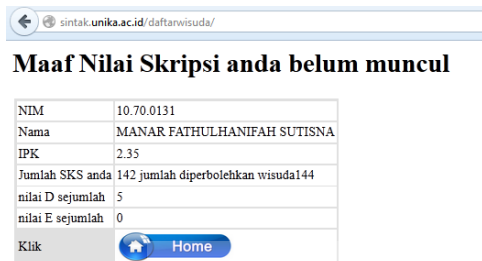 sintak.unika.ac.id/daftarwisuda/
Maaf Nilai Skripsi anda belum muncul
NIM 10.70.0131
Nama MANAR FATHULHANIFAH SUTISNA
IPK 2.35
Jumlah SKS anda 142 jumlah diperbolehkan wisuda144
nilai D sejumlah 5
nilai E sejumlah 0
Klik Home